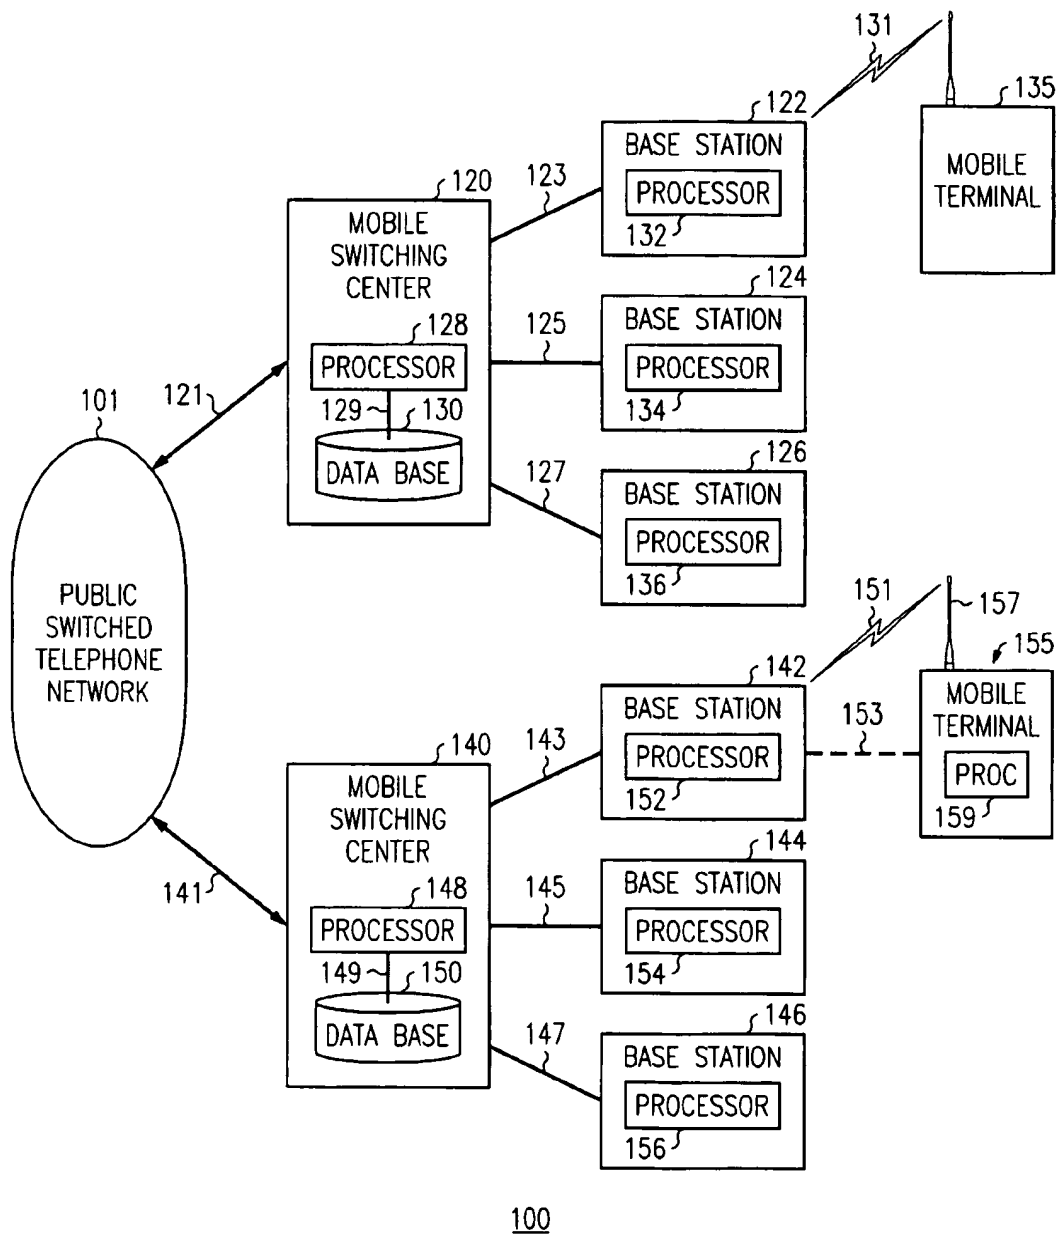 131
135
122
BASE STATION
PROCESSOR
132
MOBILE
TERMINAL
120
123
MOBILE
SWITCHING
CENTER
128
PROCESSOR
129
130
DATA BASE
124
125
BASE STATION
PROCESSOR
134
126
127
BASE STATION
PROCESSOR
136
101
121
PUBLIC
SWITCHED
TELEPHONE
NETWORK
141
151
157
155
142
BASE STATION
PROCESSOR
152
153
MOBILE
TERMINAL
PROC
159
140
143
MOBILE
SWITCHING
CENTER
148
PROCESSOR
149
150
DATA BASE
144
145
BASE STATION
PROCESSOR
154
146
147
BASE STATION
PROCESSOR
156
100